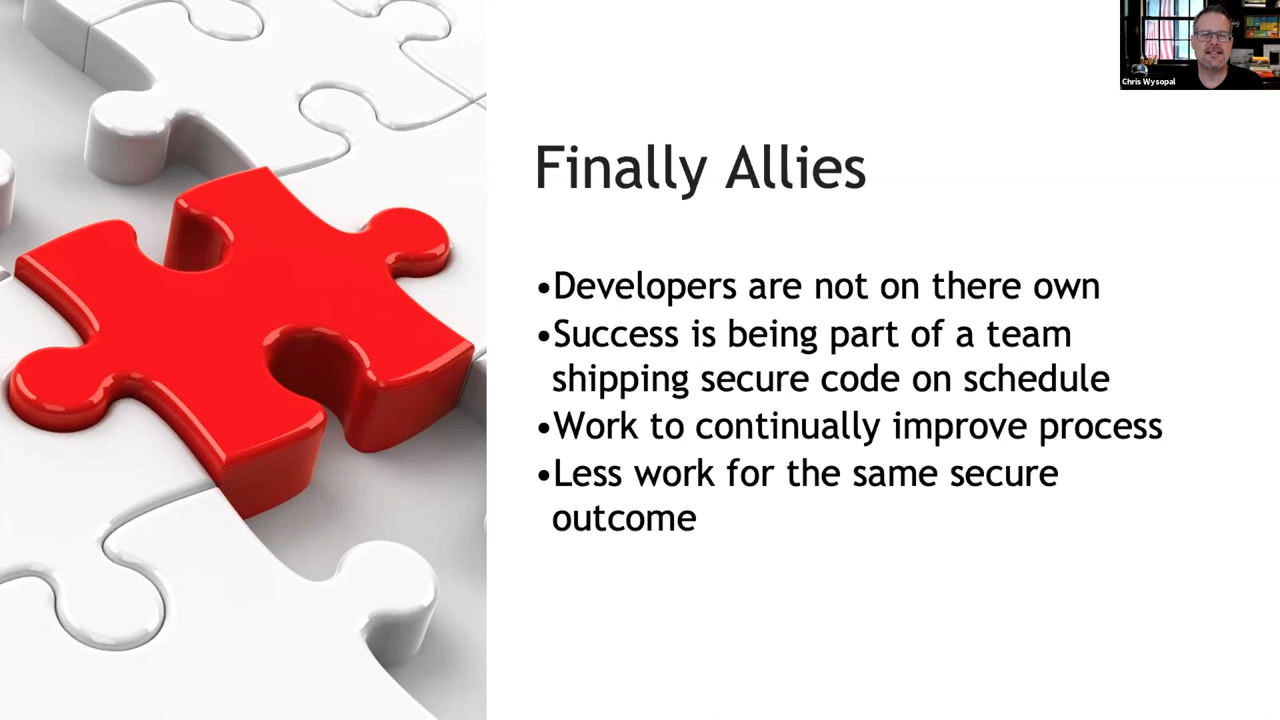 Chris Wysopal
Finally Allies
•Developers are not on there own
•Success is being part of a team
shipping secure code on schedule
•Work to continually improve process
•Less work for the same secure
outcome